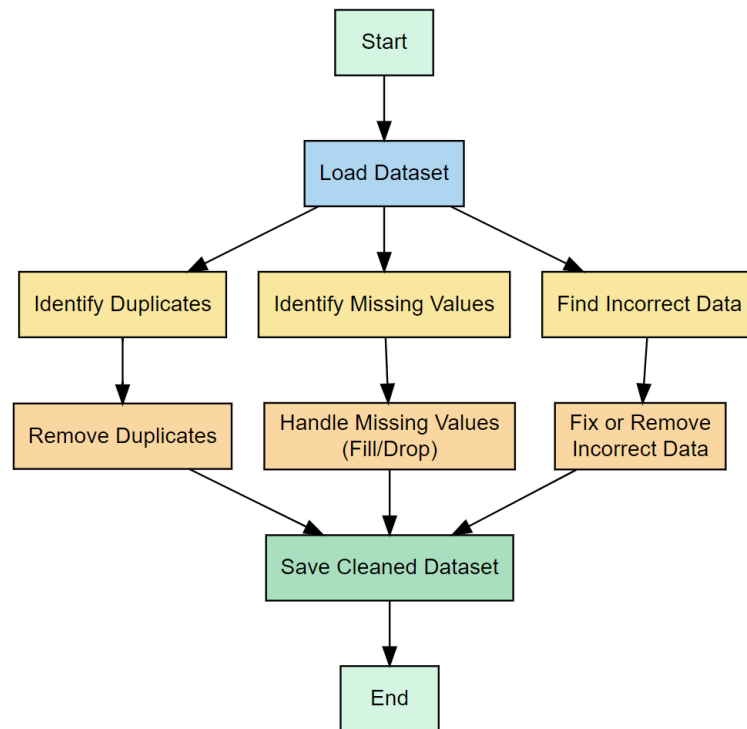 Start
Load Dataset
Identify Duplicates
Identify Missing Values
Find Incorrect Data
Remove Duplicates
Handle Missing Values
(Fill/Drop)
Fix or Remove
Incorrect Data
Save Cleaned Dataset
End